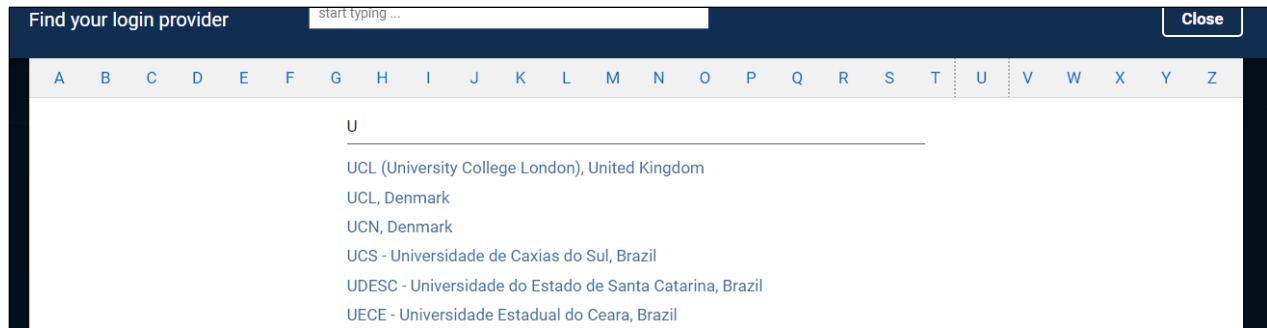 Find your login provider start typing ... Close
A B C D E F G H I J K L M N O P Q R S T U V W X Y Z
U
UCL (University College London), United Kingdom
UCL, Denmark
UCN, Denmark
UCS - Universidade de Caxias do Sul, Brazil
UDESC - Universidade do Estado de Santa Catarina, Brazil
UECE - Universidade Estadual do Ceara, Brazil